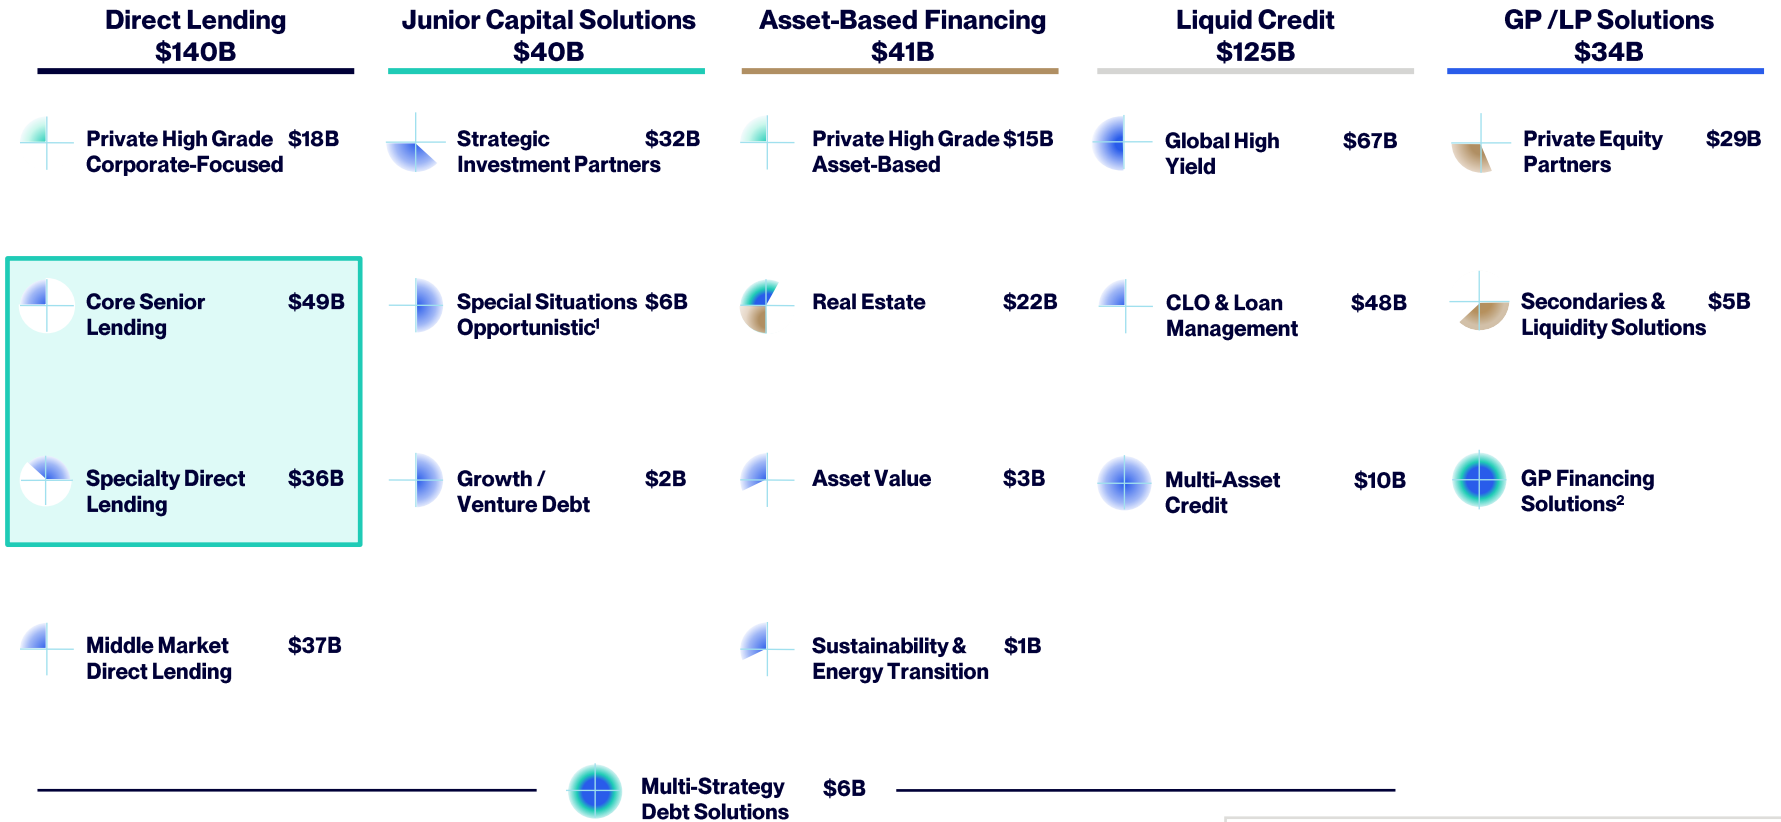 Direct Lending
$140B
Private High Grade $18B
Corporate-Focused
Core Senior $49B
Lending
Specialty Direct $36B
Lending
Middle Market $37B
Direct Lending
Junior Capital Solutions
$40B
Strategic $32B
Investment Partners
Special Situations $6B
Opportunistic¹
Growth / $2B
Venture Debt
Asset-Based Financing
$41B
Private High Grade $15B
Asset-Based
Real Estate $22B
Asset Value $3B
Sustainability & $1B
Energy Transition
Liquid Credit
$125B
Global High $67B
Yield
CLO & Loan $48B
Management
Multi-Asset $10B
Credit
GP /LP Solutions
$34B
Private Equity $29B
Partners
Secondaries & $5B
Liquidity Solutions
GP Financing
Solutions²
Multi-Strategy $6B
Debt Solutions